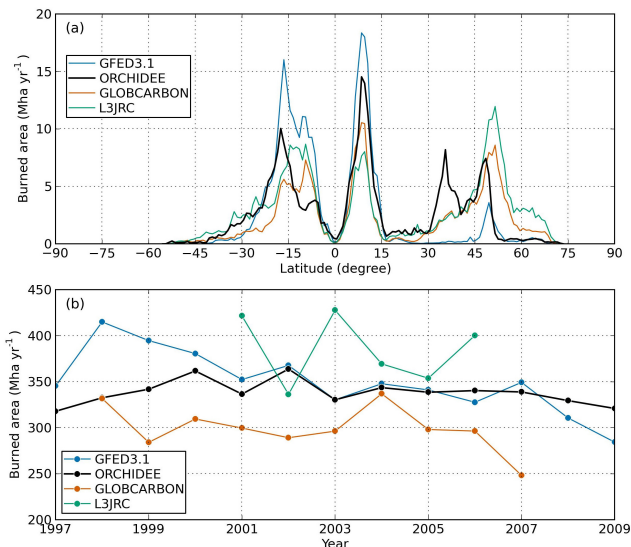 (a)
GFED3.1
ORCHIDEE
GLOBCARBON
L3JRC
Burned area (Mha yr⁻¹)
20
15
10
5
0
−90 −75 −60 −45 −30 −15 0 15 30 45 60 75 90
Latitude (degree)
(b)
Burned area (Mha yr⁻¹)
450
400
350
300
250
200
GFED3.1
ORCHIDEE
GLOBCARBON
L3JRC
1997 1999 2001 2003 2005 2007 2009
Year